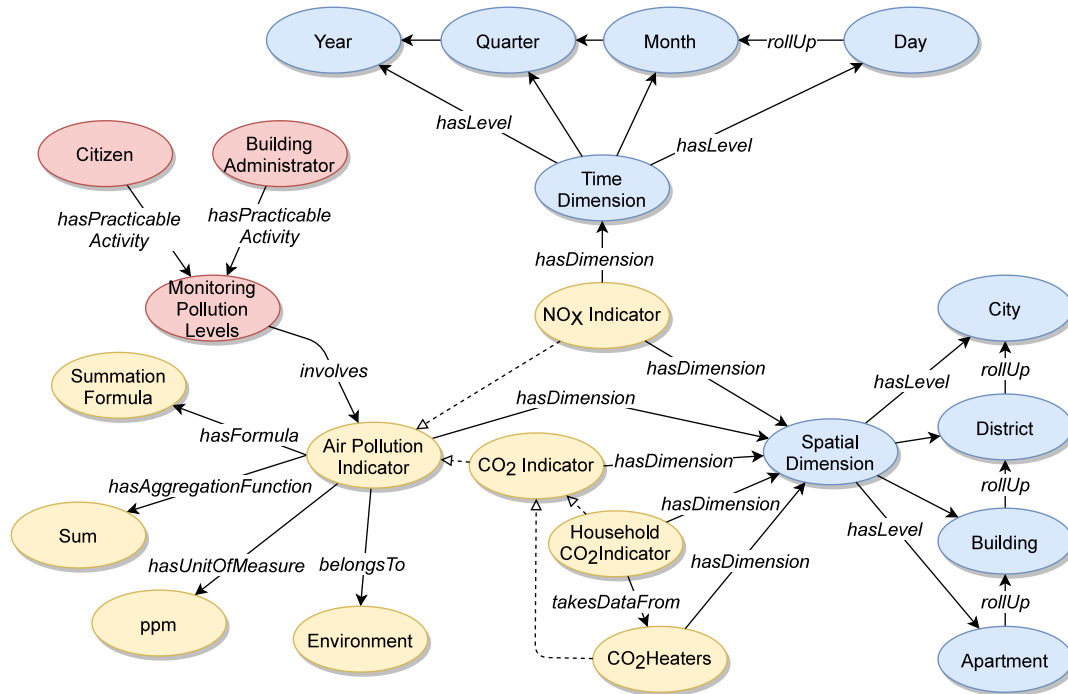 Year
Quarter
Month
rollUp
Day
hasLevel
hasLevel
Citizen
Building
Administrator
Time
Dimension
hasPracticable
Activity
hasPracticable
Activity
hasDimension
Monitoring
Pollution
Levels
NOx Indicator
City
involves
hasDimension
hasLevel
rollUp
Summation
Formula
hasDimension
District
hasFormula
Air Pollution
Indicator
CO2 Indicator
hasDimension
Spatial
Dimension
rollUp
hasAggregationFunction
Sum
hasDimension
hasLevel
Household
CO2Indicator
Building
hasUnitOfMeasure
belongsTo
hasDimension
takesDataFrom
rollUp
ppm
Environment
CO2Heaters
Apartment